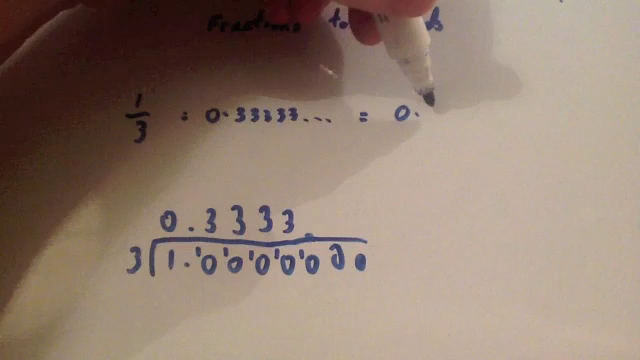 Fractions to
1/3 = 0.33333... = 0.
0.3333.
3 1.0000000